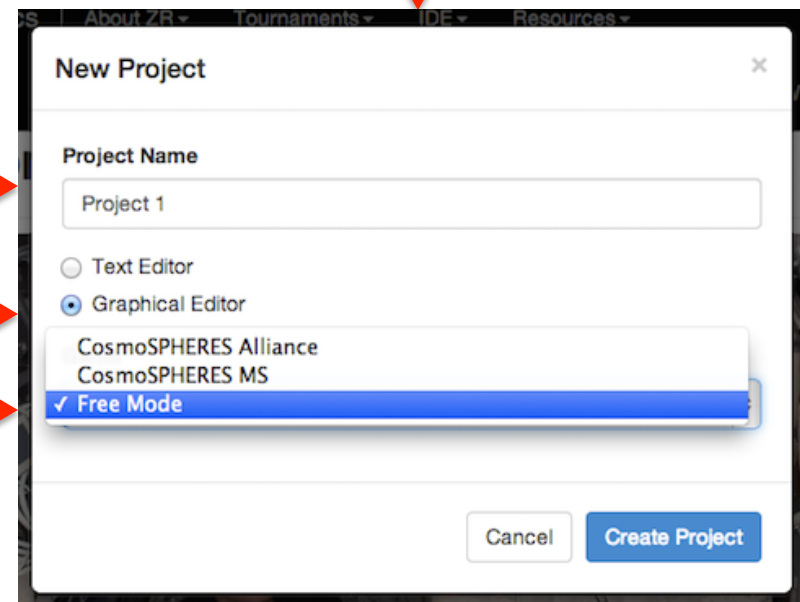 CS About ZR Tournaments IDE Resources
New Project ×
Project Name
Project 1
Text Editor
Graphical Editor
CosmoSPHERES Alliance
CosmoSPHERES MS
✓ Free Mode
Cancel Create Project